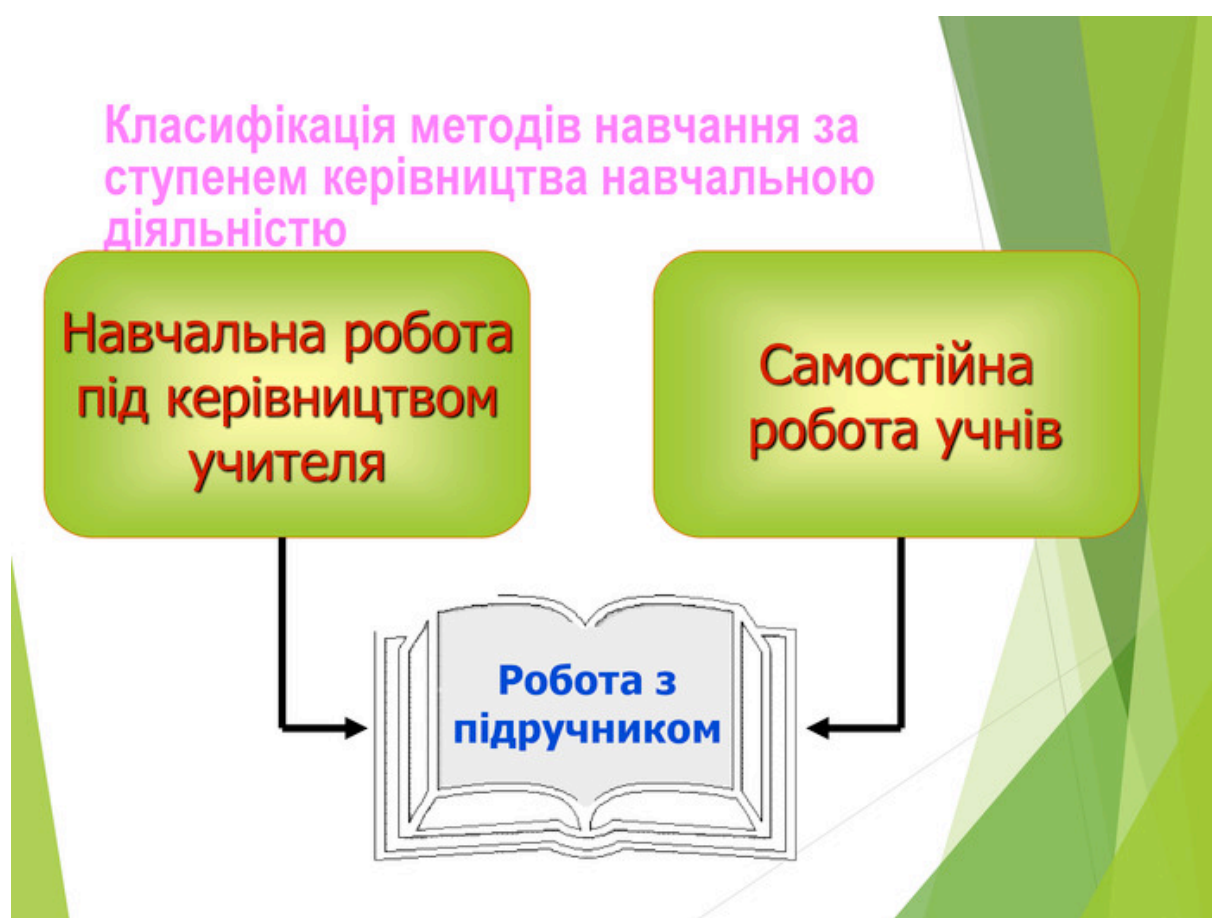 Класифікація методів навчання за
ступенем керівництва навчальною
діяльністю
Навчальна робота
під керівництвом
учителя
Самостійна
робота учнів
Робота з
підручником